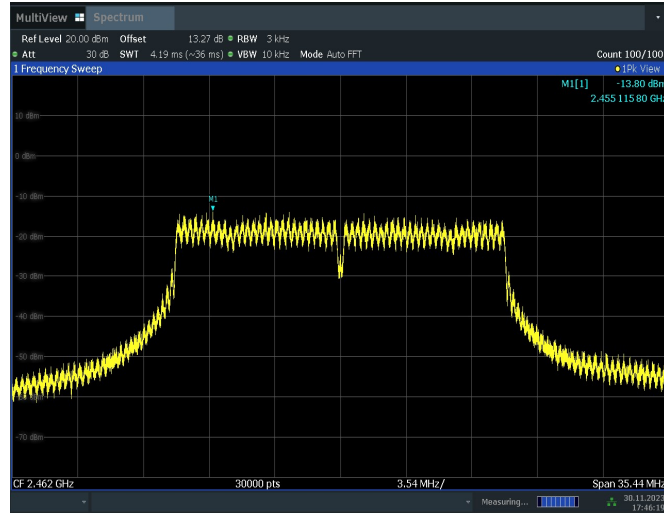 MultiView Spectrum
Ref Level 20.00 dBm Offset 13.27 dB RBW 3 kHz
Att 30 dB SWT 4.19 ms (~36 ms) VBW 10 kHz Mode Auto FFT Count 100/100
1 Frequency Sweep 1Pk View
M1[1] -13.80 dBm
2.455 115 80 GHz
10 dBm
0 dBm
-10 dBm
M1
-20 dBm
-30 dBm
-40 dBm
-50 dBm
-70 dBm
CF 2.462 GHz 30000 pts 3.54 MHz/ Span 35.44 MHz
Measuring... 30.11.2023
17:46:19